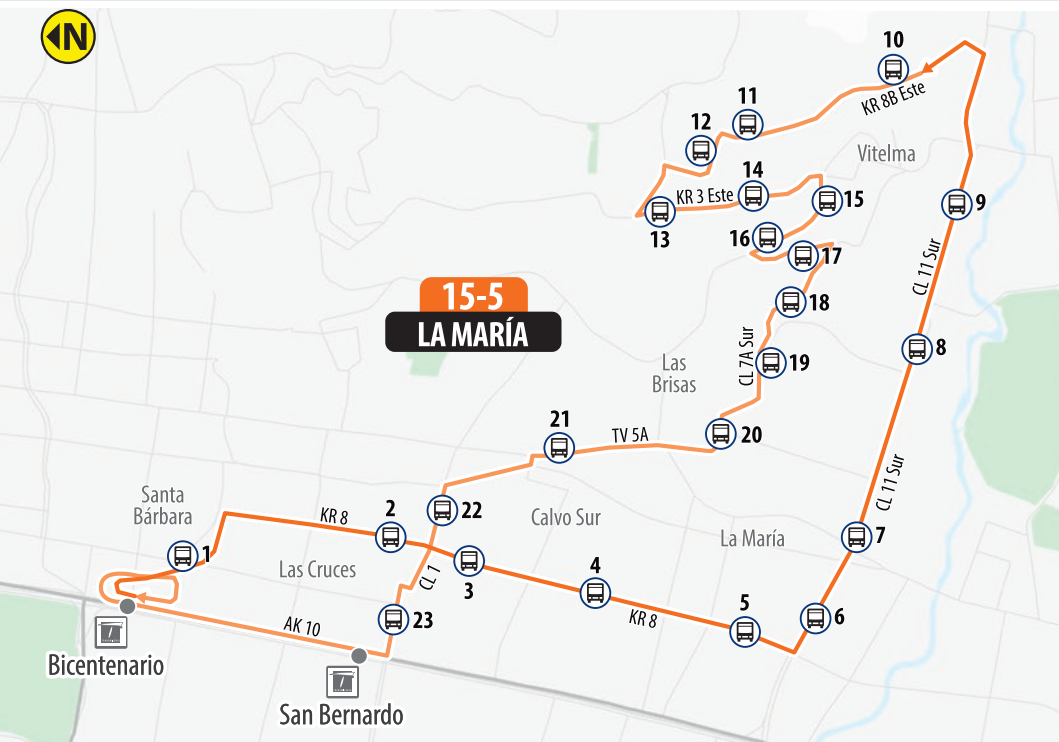 N
10
KR 8B Este
11
12
Vitelma
14
KR 3 Este
15
9
13
16
17
CL 11 Sur
15-5
LA MARÍA
18
8
CL 7A Sur
19
Las
Brisas
21
TV 5A
20
CL 11 Sur
Santa
Bárbara
KR 8
2
22
Calvo Sur
La María
7
1
Las Cruces
CL 1
3
4
KR 8
5
6
23
AK 10
Bicentenario
San Bernardo